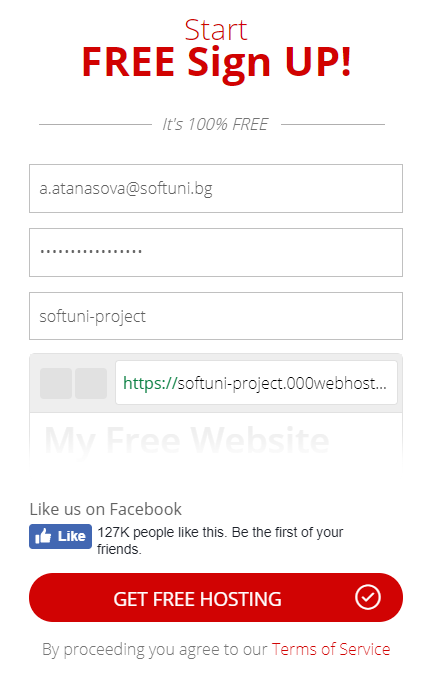 Start
FREE Sign UP!
It's 100% FREE
a.atanasova@softuni.bg
•••••••••••••••••
softuni-project
https://softuni-project.000webhost...
My Free Website
Like us on Facebook
Like 127K people like this. Be the first of your
friends.
GET FREE HOSTING
By proceeding you agree to our Terms of Service